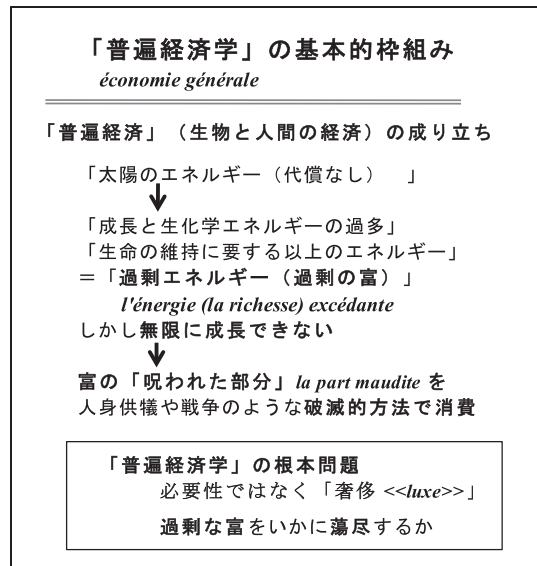 「普遍経済学」の基本的枠組み
économie générale
「普遍経済」（生物と人間の経済）の成り立ち
「太陽のエネルギー（代償なし）　」
「成長と生化学エネルギーの過多」
「生命の維持に要する以上のエネルギー」
＝「過剰エネルギー（過剰の富）」
l'énergie (la richesse) excédante
しかし無限に成長できない
富の「呪われた部分」la part maudite を
人身供犠や戦争のような破滅的方法で消費
「普遍経済学」の根本問題
必要性ではなく「奢侈 <<luxe>>」
過剰な富をいかに蕩尽するか